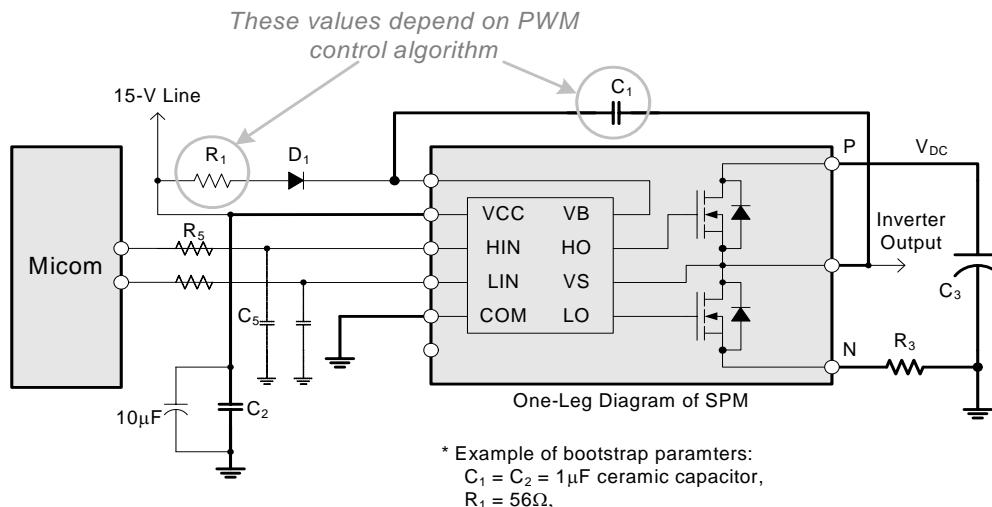 These values depend on PWM
control algorithm
C1
15-V Line
R1
D1
P
VDC
VCC
VB
R5
HIN
HO
Inverter
Output
Micom
LIN
VS
C3
C5
COM
LO
R3
N
10μF
C2
One-Leg Diagram of SPM
* Example of bootstrap paramters:
C1 = C2 = 1μF ceramic capacitor,
R1 = 56Ω,